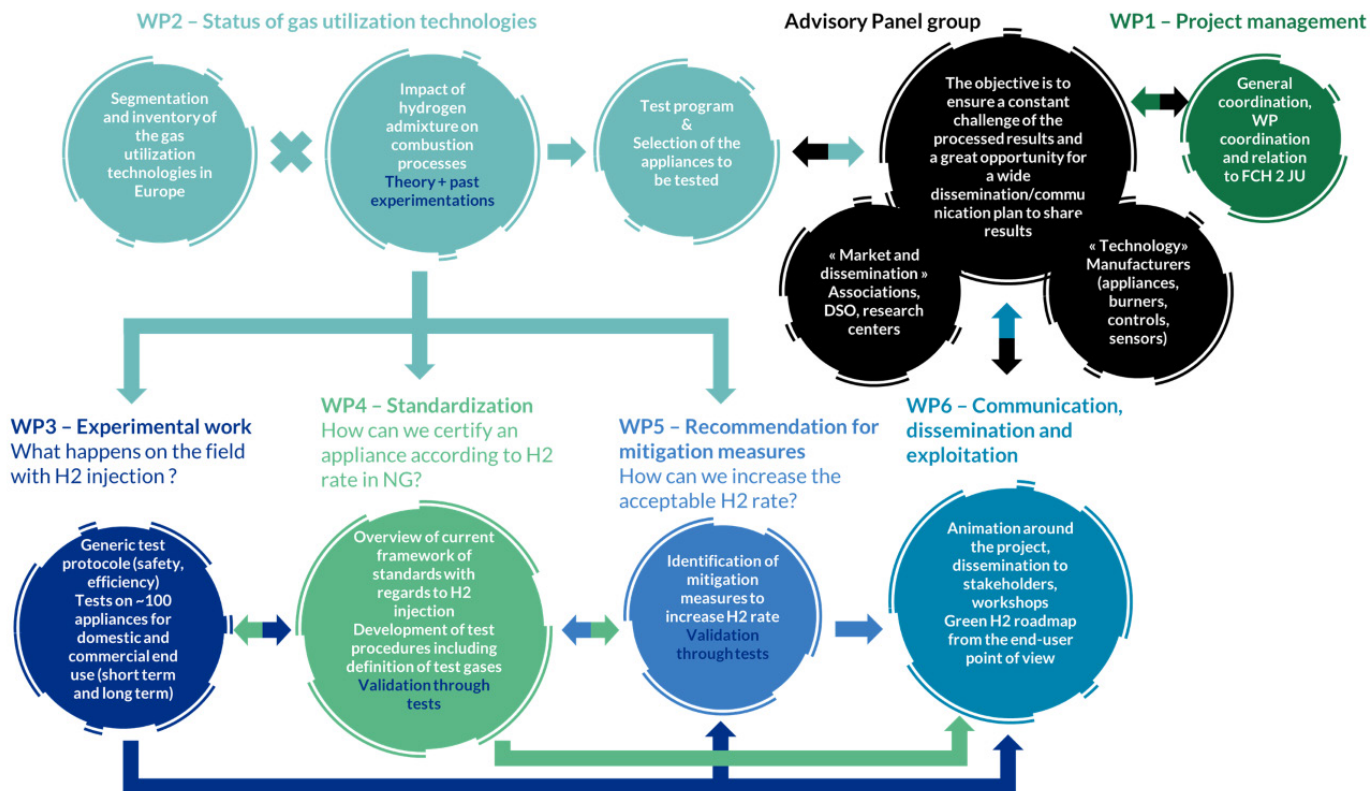 WP2 – Status of gas utilization technologies
Segmentation
and inventory of
the gas
utilization
technologies in
Europe
Impact of
hydrogen
admixture on
combustion
processes
Theory + past
experimentations
Test program
&
Selection of the
appliances to
be tested
Advisory Panel group
The objective is to
ensure a constant
challenge of the
processed results and
a great opportunity for
a wide
dissemination/commu
nication plan to share
results
« Market and
dissemination »
Associations,
DSO, research
centers
« Technology»
Manufacturers
(appliances,
burners,
controls,
sensors)
WP1 – Project management
General
coordination,
WP
coordination
and relation
to FCH 2 JU
WP3 – Experimental work
What happens on the field
with H2 injection ?
Generic test
protocole (safety,
efficiency)
Tests on ~100
appliances for
domestic and
commercial end
use (short term
and long term)
WP4 – Standardization
How can we certify an
appliance according to H2
rate in NG?
Overview of current
framework of
standards with
regards to H2
injection
Development of test
procedures including
definition of test gases
Validation through
tests
WP5 – Recommendation for
mitigation measures
How can we increase the
acceptable H2 rate?
Identification of
mitigation
measures to
increase H2 rate
Validation
through tests
WP6 – Communication,
dissemination and
exploitation
Animation around
the project,
dissemination to
stakeholders,
workshops
Green H2 roadmap
from the end-user
point of view